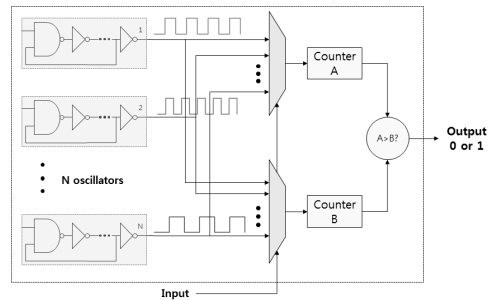 1
Counter
A
2
A>B?
Output
0 or 1
N oscillators
N
Counter
B
Input